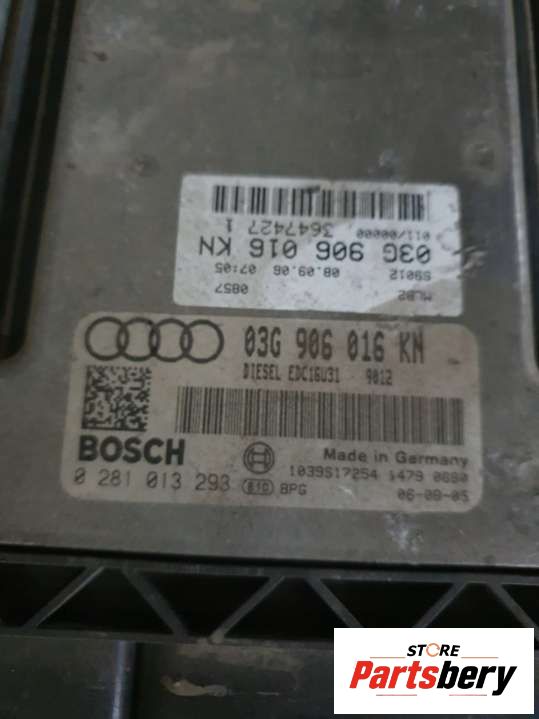 MLB2 0857
S9012 08.09.06 07:05
03G 906 016 KN
011/00000 3647427 1
03G 906 016 KN
DIESEL EDC16U31 9012
BOSCH
Made in Germany
1039S17254 1479 0690
0 281 013 293 BPG 06-09-05
STORE
Partsbery